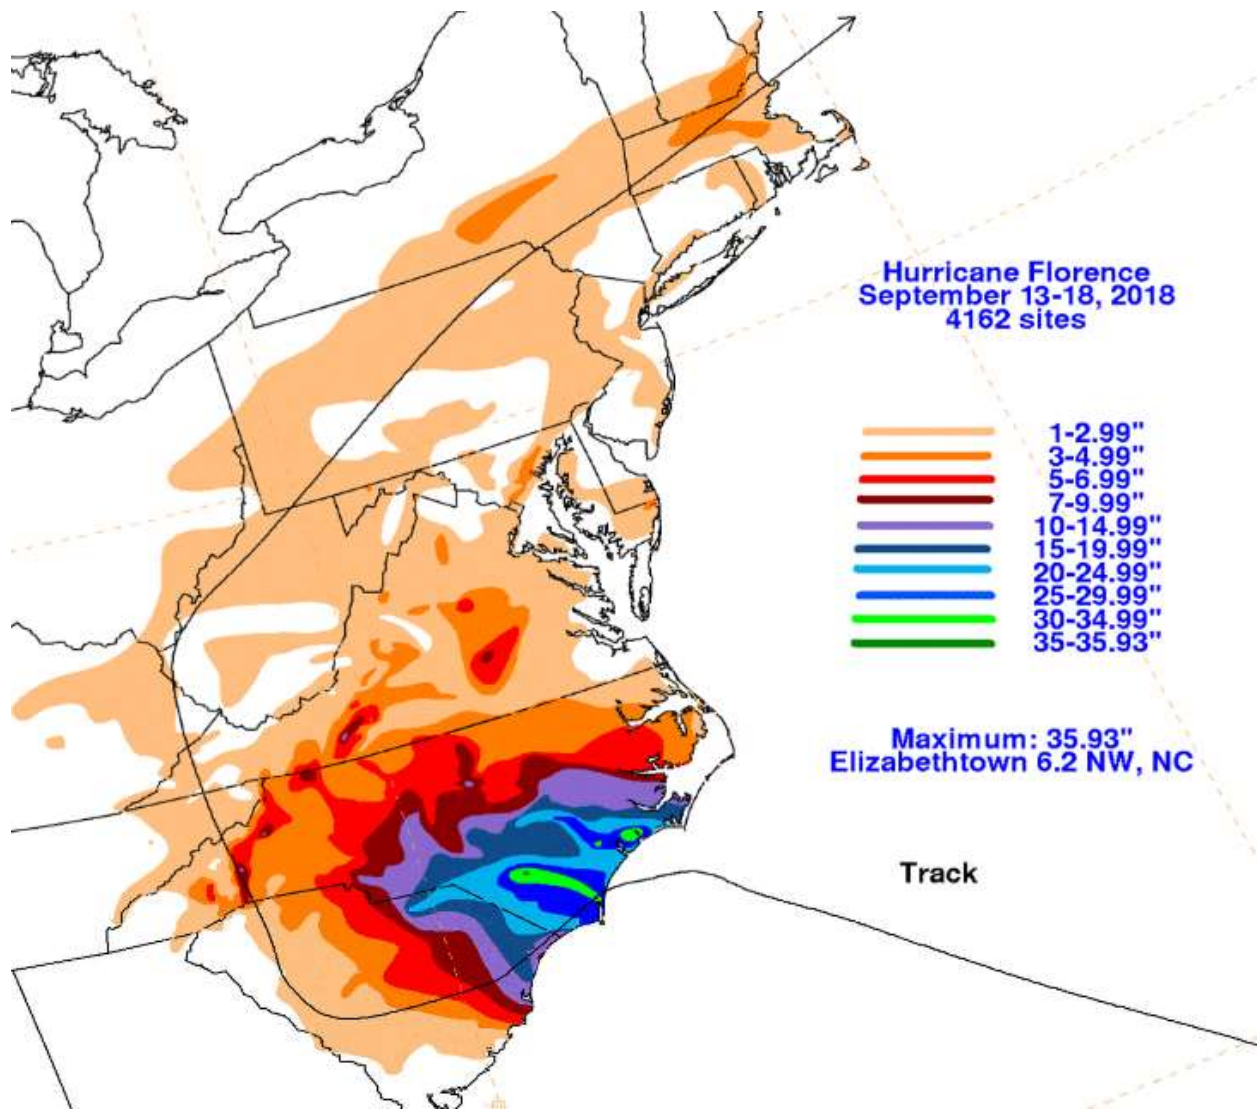 Hurricane Florence
September 13-18, 2018
4162 sites
1-2.99"
3-4.99"
5-6.99"
7-9.99"
10-14.99"
15-19.99"
20-24.99"
25-29.99"
30-34.99"
35-35.93"
Maximum: 35.93"
Elizabethtown 6.2 NW, NC
Track